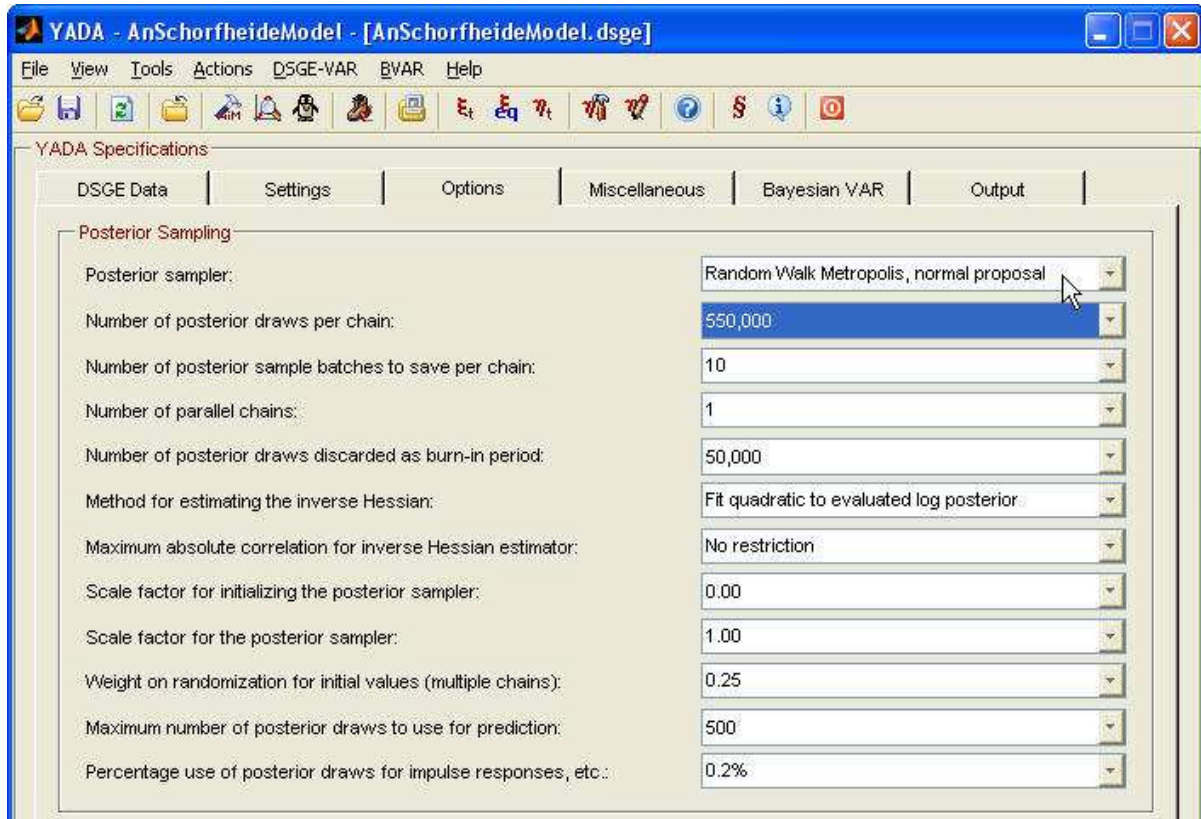 YADA - AnSchorfheideModel - [AnSchorfheideModel.dsge]
File View Tools Actions DSGE-VAR BVAR Help
YADA Specifications
DSGE Data Settings Options Miscellaneous Bayesian VAR Output
Posterior Sampling
Posterior sampler: Random Walk Metropolis, normal proposal
Number of posterior draws per chain: 550,000
Number of posterior sample batches to save per chain: 10
Number of parallel chains: 1
Number of posterior draws discarded as burn-in period: 50,000
Method for estimating the inverse Hessian: Fit quadratic to evaluated log posterior
Maximum absolute correlation for inverse Hessian estimator: No restriction
Scale factor for initializing the posterior sampler: 0.00
Scale factor for the posterior sampler: 1.00
Weight on randomization for initial values (multiple chains): 0.25
Maximum number of posterior draws to use for prediction: 500
Percentage use of posterior draws for impulse responses, etc.: 0.2%